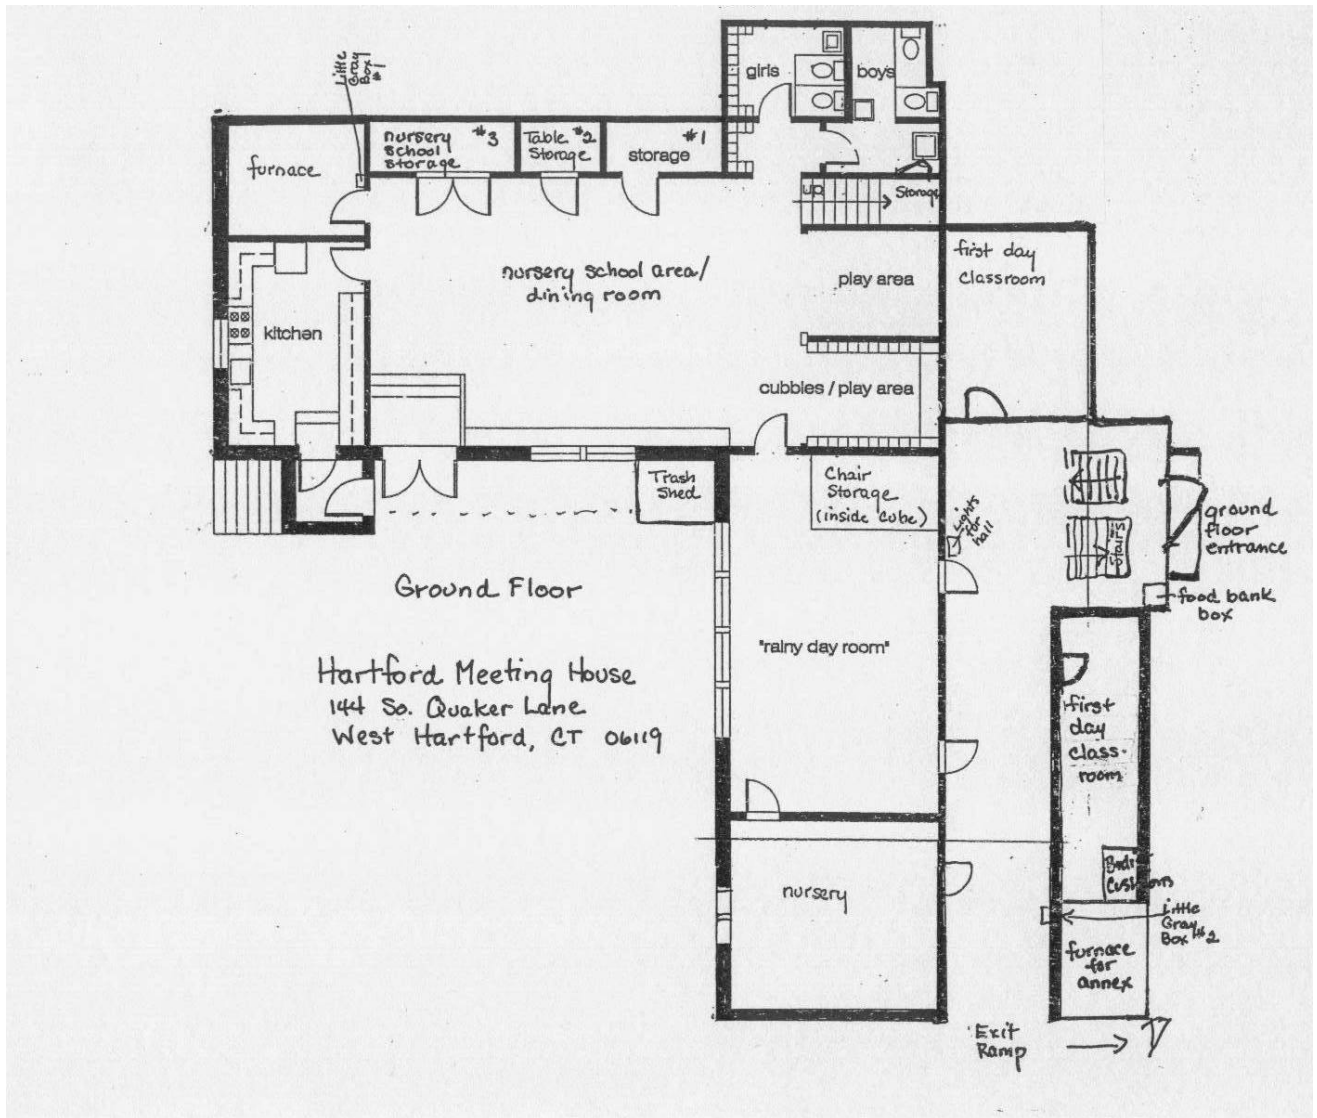 girls
boys
Little
Gray
Box
#1
furnace
nursery #3
school
storage
Table #2
Storage
#1
storage
up
Storage
nursery school area/
dining room
play area
first day
classroom
kitchen
cubbles / play area
Trash
Shed
Chair
Storage
(inside cube)
Lights
for
hall
Stairs
ground
floor
entrance
food bank
box
Ground Floor
Hartford Meeting House
144 So. Quaker Lane
West Hartford, CT 06119
"rainy day room"
first
day
class-
room
nursery
Little
Gray
Box #2
furnace
for
annex
Exit
Ramp